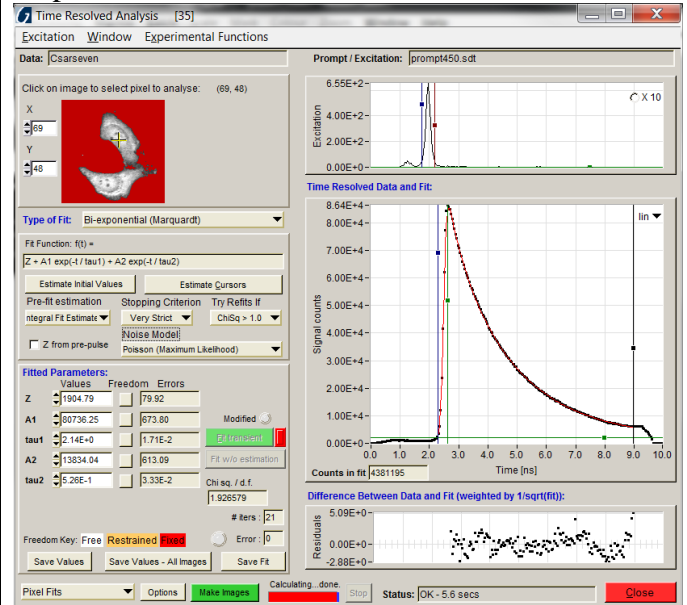 Time Resolved Analysis [35]
Excitation Window Experimental Functions
Data: Csarseven
Prompt / Excitation: prompt450.sdt
Click on image to select pixel to analyse: (69, 48)
X
69
Y
48
6.55E+2
4.00E+2
2.00E+2
0.00E+0
Excitation
X 10
Time Resolved Data and Fit:
Type of Fit: Bi-exponential (Marquardt)
Fit Function: f(t) =
Z + A1 exp(-t / tau1) + A2 exp(-t / tau2)
Estimate Initial Values Estimate Cursors
Pre-fit estimation Stopping Criterion Try Refits If
ntegral Fit Estimate Very Strict ChiSq > 1.0
Noise Model
Z from pre-pulse Poisson (Maximum Likelihood)
8.64E+4
8.00E+4
7.00E+4
6.00E+4
5.00E+4
4.00E+4
3.00E+4
2.00E+4
1.00E+4
0.00E+0
Signal counts
lin
0.0 1.0 2.0 3.0 4.0 5.0 6.0 7.0 8.0 9.0 10.0
Counts in fit 4381195 Time [ns]
Fitted Parameters:
Values Freedom Errors
Z 1904.79 79.92
A1 80736.25 673.80 Modified
tau1 2.14E+0 1.71E-2 Fit transient
A2 13834.04 613.09 Fit w/o estimation
tau2 5.26E-1 3.33E-2 Chi sq. / d.f.
1.926579
# iters : 21
Freedom Key: Free Restrained Fixed Error : 0
Save Values Save Values - All Images Save Fit
Difference Between Data and Fit (weighted by 1/sqrt(fit)):
5.09E+0
0.00E+0
-2.88E+0
Residuals
Pixel Fits Options Make Images Calculating...done. Stop Status: OK - 5.6 secs Close